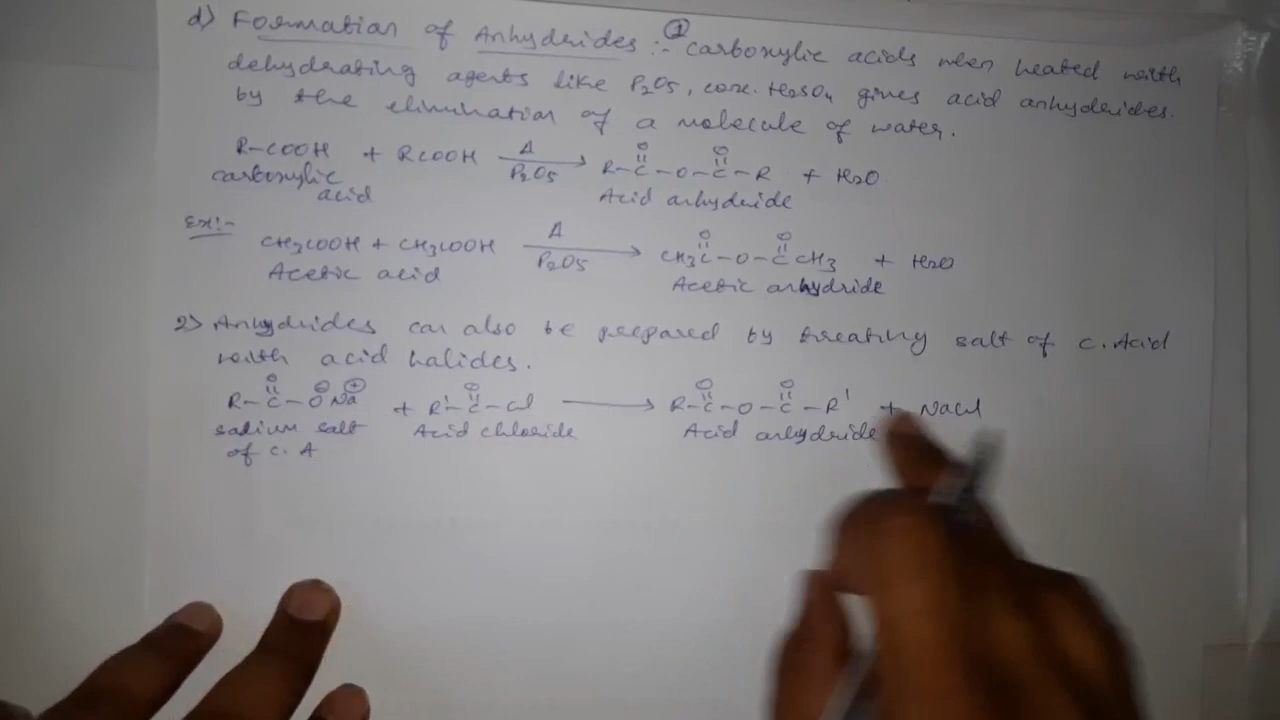 d) Formation of Anhydrides :- ① Carboxylic acids when heated with
dehydrating agents like P2O5, conc. H2SO4 gives acid anhydrides.
by the elimination of a molecule of water.
R-COOH + RCOOH Δ P2O5 → R-C(=O)-O-C(=O)-R + H2O
carboxylic acid Acid anhydride
Ex:- CH3COOH + CH3COOH Δ P2O5 → CH3C(=O)-O-C(=O)CH3 + H2O
Acetic acid Acetic anhydride
2) Anhydrides can also be prepared by treating salt of C. Acid
with acid halides.
R-C(=O)-O⊖Na⊕ + R'-C(=O)-Cl → R-C(=O)-O-C(=O)-R' + NaCl
sodium salt Acid chloride Acid anhydride
of C. A